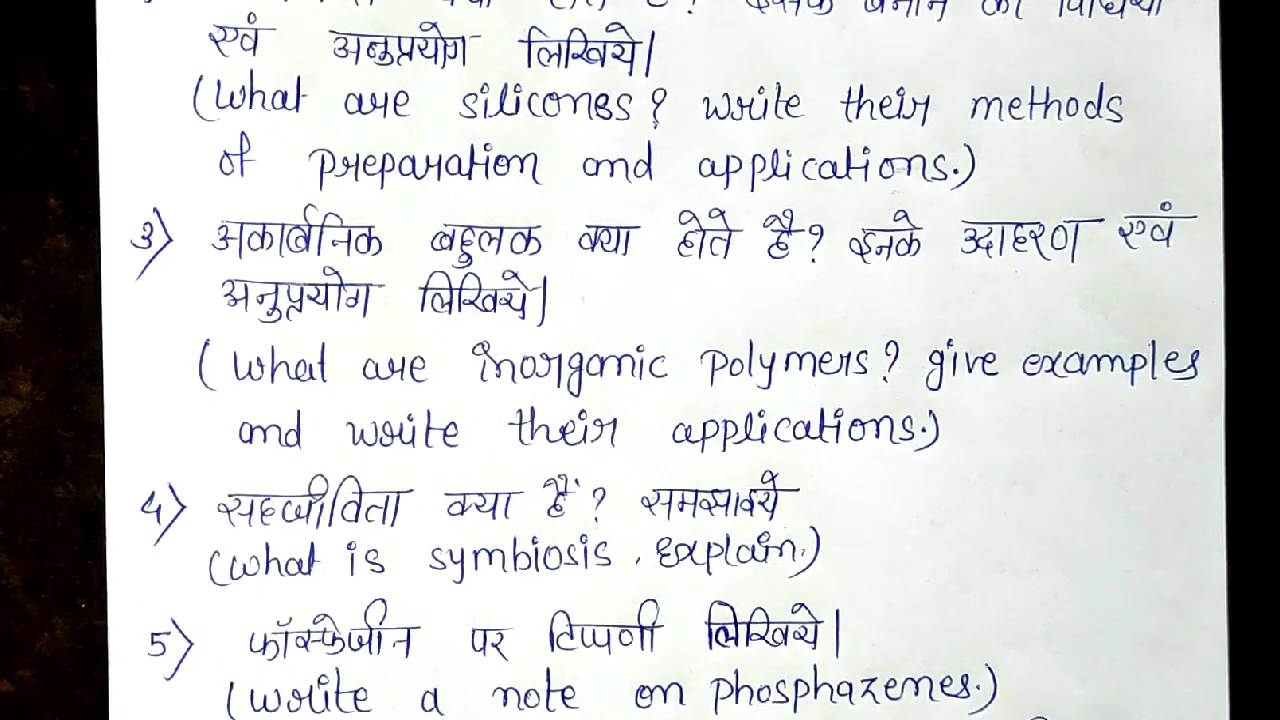 एवं अनुप्रयोग लिखिये।
(What are silicones? write their methods
of preparation and applications.)
3) अकार्बनिक बहुलक क्या होते है? इनके उदाहरण एवं
अनुप्रयोग लिखिये।
(What are inorganic polymers? give examples
and write their applications.)
4) सहजीविता क्या है? समझाइये
(What is symbiosis, explain.)
5) फॉस्फेजीन पर टिप्पणी लिखिये।
(Write a note on phosphazenes.)